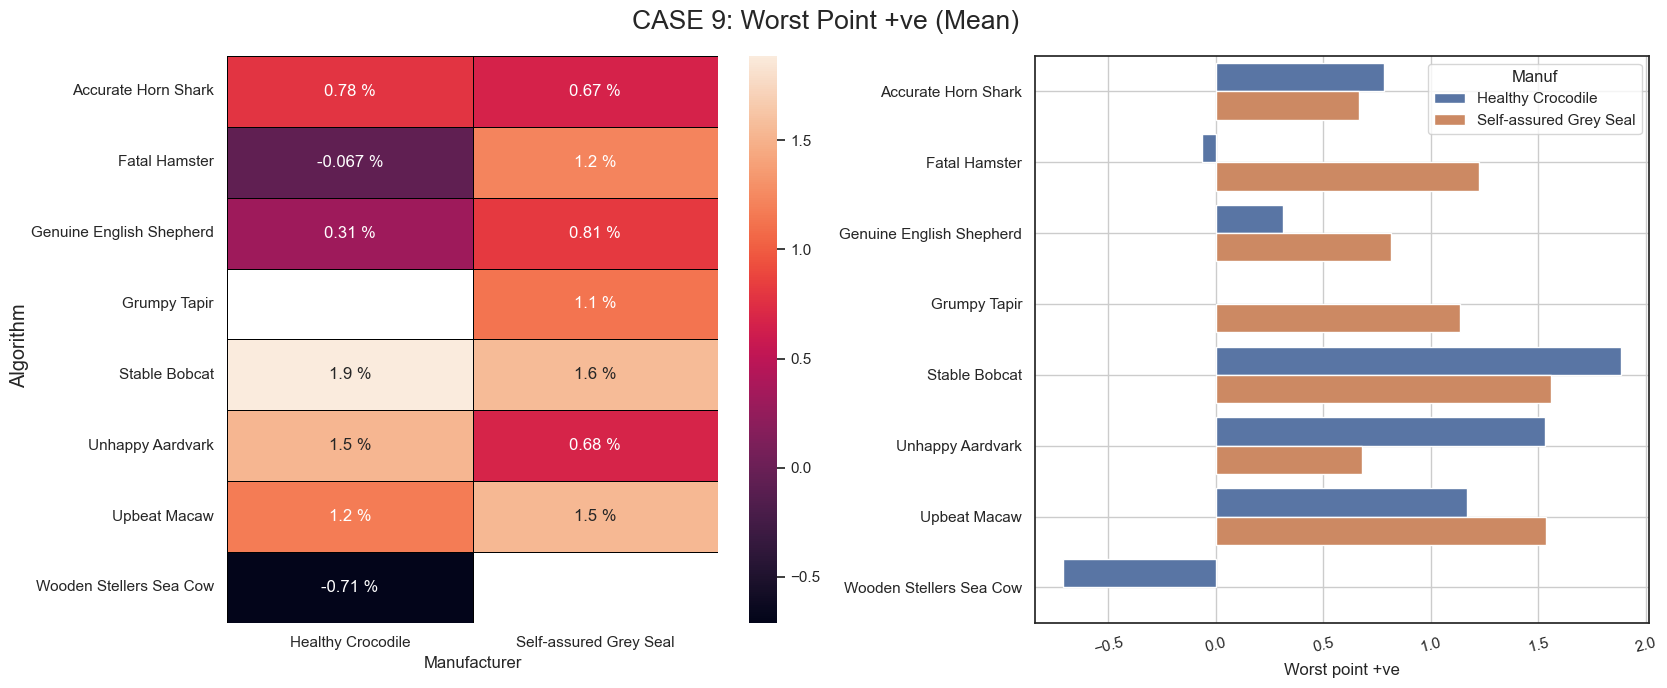 CASE 9: Worst Point +ve (Mean)
Algorithm
Accurate Horn Shark
0.78 %
0.67 %
Fatal Hamster
-0.067 %
1.2 %
Genuine English Shepherd
0.31 %
0.81 %
Grumpy Tapir
1.1 %
Stable Bobcat
1.9 %
1.6 %
Unhappy Aardvark
1.5 %
0.68 %
Upbeat Macaw
1.2 %
1.5 %
Wooden Stellers Sea Cow
-0.71 %
Healthy Crocodile
Self-assured Grey Seal
Manufacturer
1.5
1.0
0.5
0.0
−0.5
Accurate Horn Shark
Fatal Hamster
Genuine English Shepherd
Grumpy Tapir
Stable Bobcat
Unhappy Aardvark
Upbeat Macaw
Wooden Stellers Sea Cow
Manuf
Healthy Crocodile
Self-assured Grey Seal
−0.5
0.0
0.5
1.0
1.5
2.0
Worst point +ve